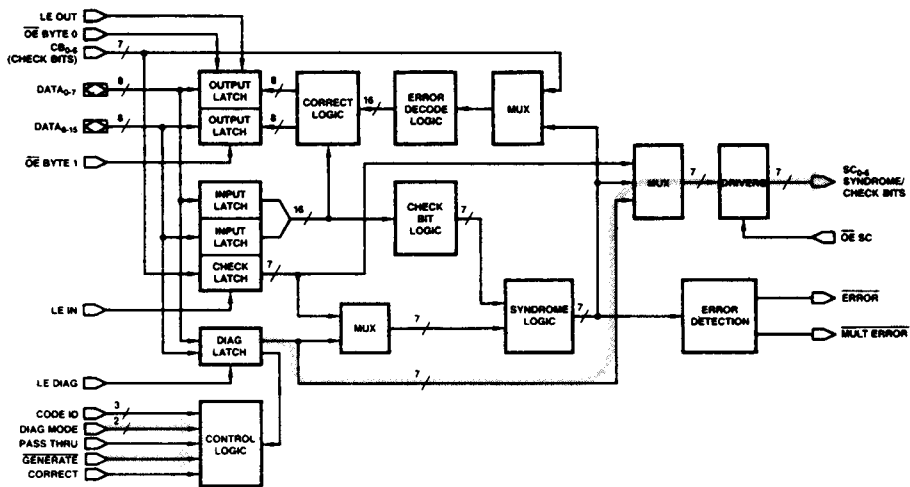 LE OUT
OE BYTE 0
CB0-6
(CHECK BITS)
7
DATA0-7
8
DATA8-15
8
OE BYTE 1
OUTPUT
LATCH
OUTPUT
LATCH
8
8
CORRECT
LOGIC
16
ERROR
DECODE
LOGIC
MUX
INPUT
LATCH
INPUT
LATCH
CHECK
LATCH
16
7
CHECK
BIT
LOGIC
7
MUX
7
DRIVERS
7
SC0-6
SYNDROME/
CHECK BITS
OE SC
LE IN
DIAG
LATCH
LE DIAG
MUX
7
SYNDROME
LOGIC
7
ERROR
DETECTION
ERROR
MULT ERROR
7
CODE ID
3
DIAG MODE
2
PASS THRU
GENERATE
CORRECT
CONTROL
LOGIC